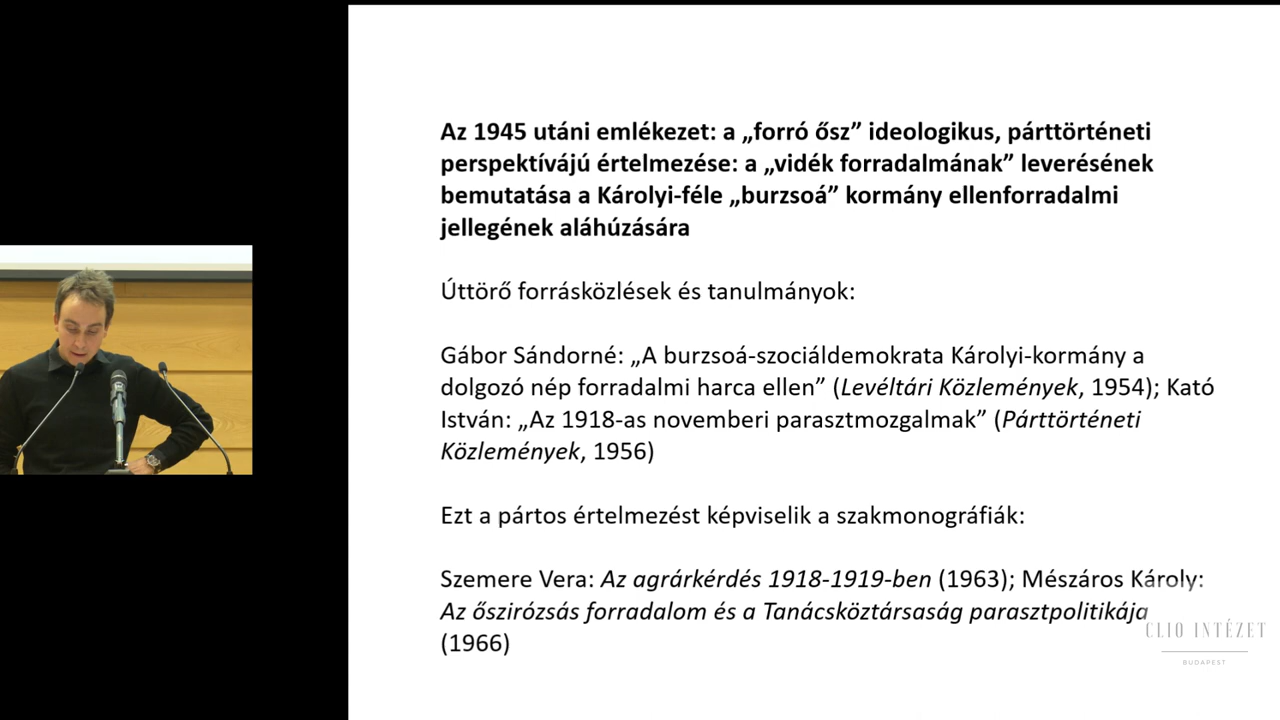 Az 1945 utáni emlékezet: a „forró ősz” ideologikus, párttörténeti
perspektívájú értelmezése: a „vidék forradalmának” leverésének
bemutatása a Károlyi-féle „burzsoá” kormány ellenforradalmi
jellegének aláhúzására
Úttörő forrásközlések és tanulmányok:
Gábor Sándorné: „A burzsoá-szociáldemokrata Károlyi-kormány a
dolgozó nép forradalmi harca ellen” (Levéltári Közlemények, 1954); Kató
István: „Az 1918-as novemberi parasztmozgalmak” (Párttörténeti
Közlemények, 1956)
Ezt a pártos értelmezést képviselik a szakmonográfiák:
Szemere Vera: Az agrárkérdés 1918-1919-ben (1963); Mészáros Károly:
Az őszirózsás forradalom és a Tanácsköztársaság parasztpolitikája
(1966)
CLIO INTÉZET
BUDAPEST